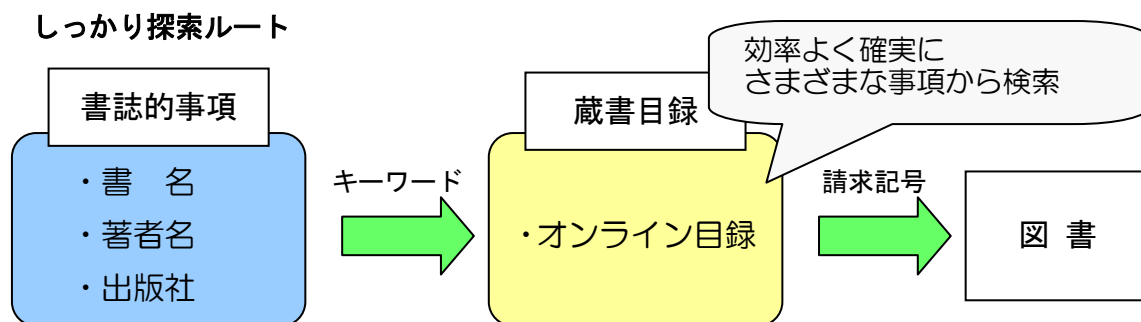 しっかり探索ルート
効率よく確実に
さまざまな事項から検索
書誌的事項
・書　名
・著者名
・出版社
キーワード
蔵書目録
・オンライン目録
請求記号
図 書